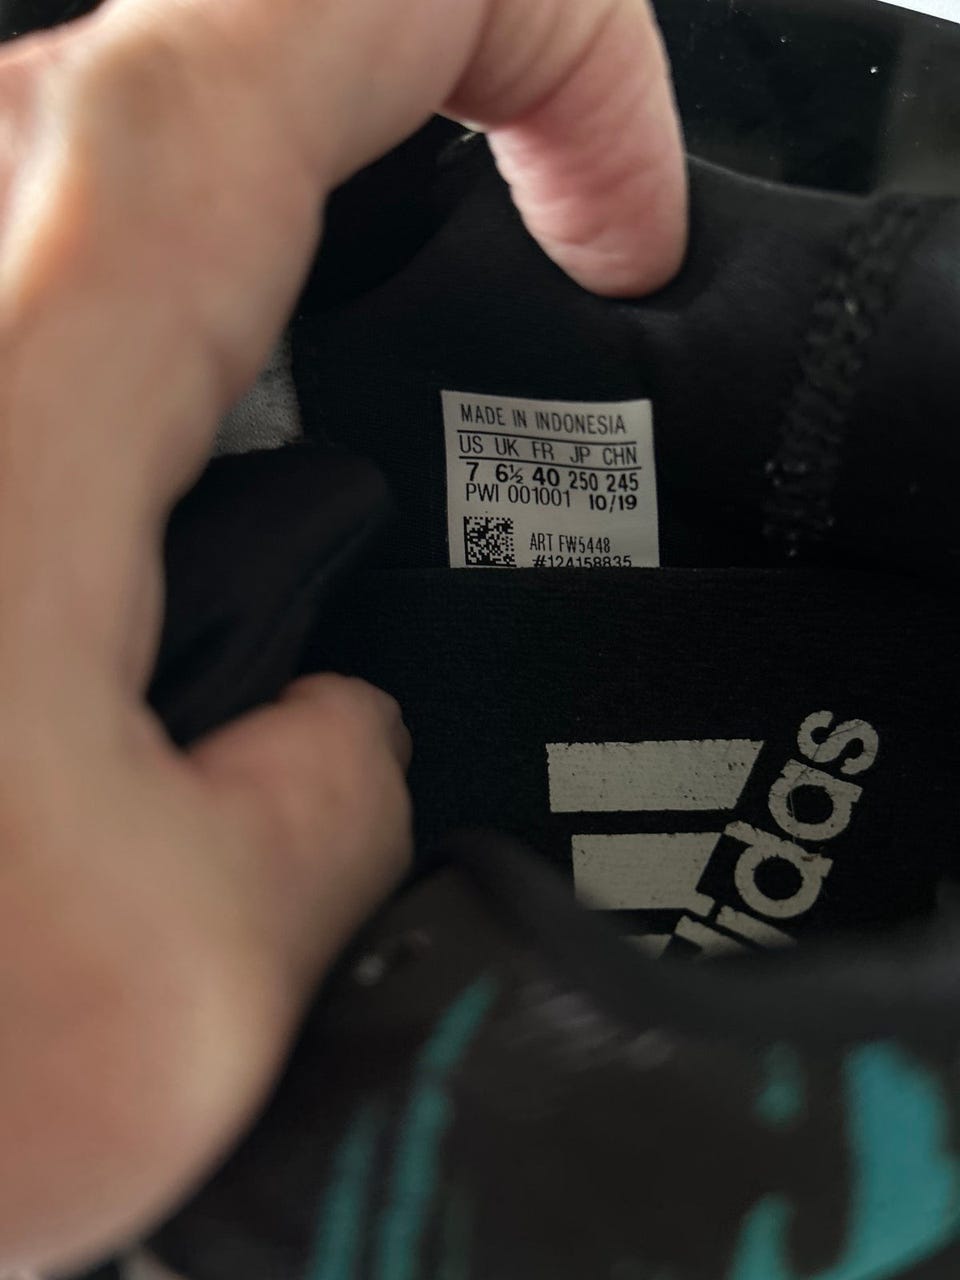 MADE IN INDONESIA
US UK FR JP CHN
7 6½ 40 250 245
PWI 001001 10/19
ART FW5448
#124158835
adidas